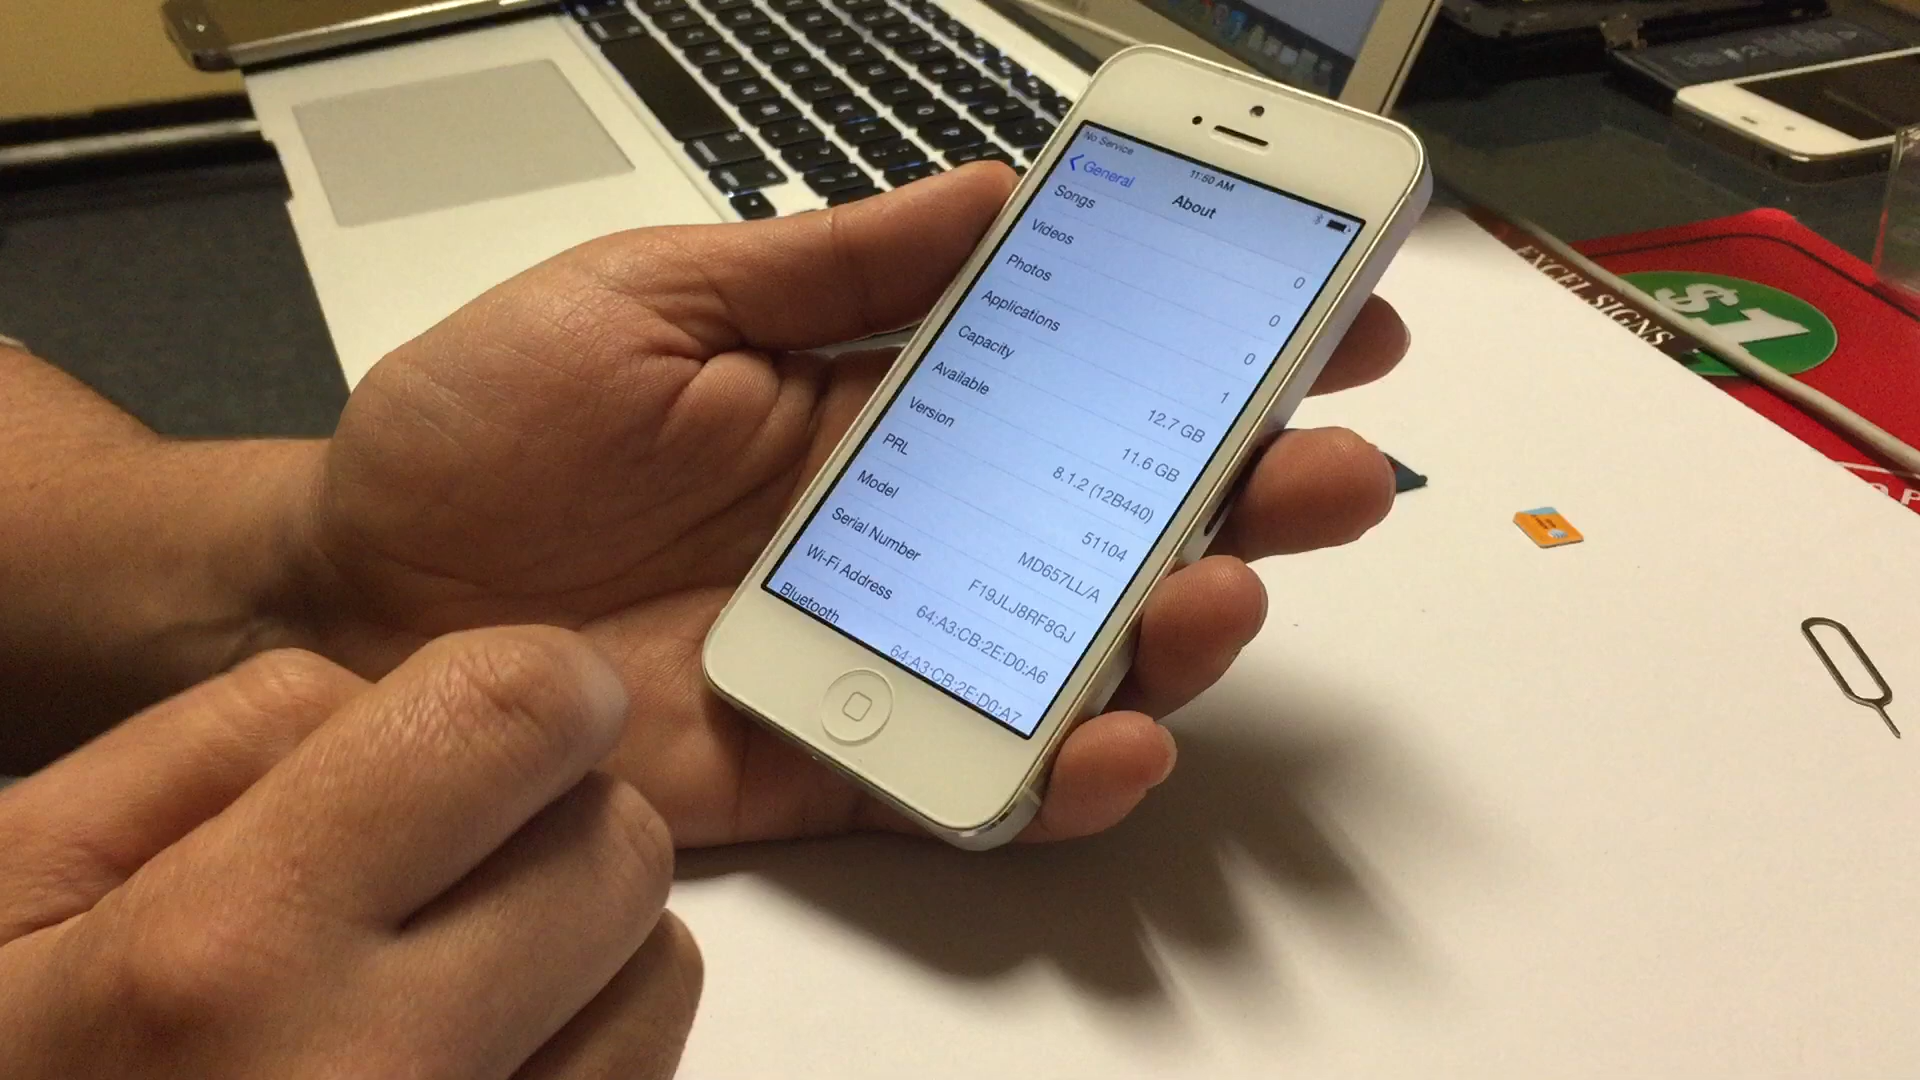 No Service
11:50 AM
General
About
Songs 0
Videos 0
Photos 0
Applications 1
Capacity 12.7 GB
Available 11.6 GB
Version 8.1.2 (12B440)
PRL 51104
Model MD657LL/A
Serial Number F19JLJ8RF8GJ
Wi-Fi Address 64:A3:CB:2E:D0:A6
Bluetooth 64:A3:CB:2E:D0:A7
EXCEL SIGNS
$1